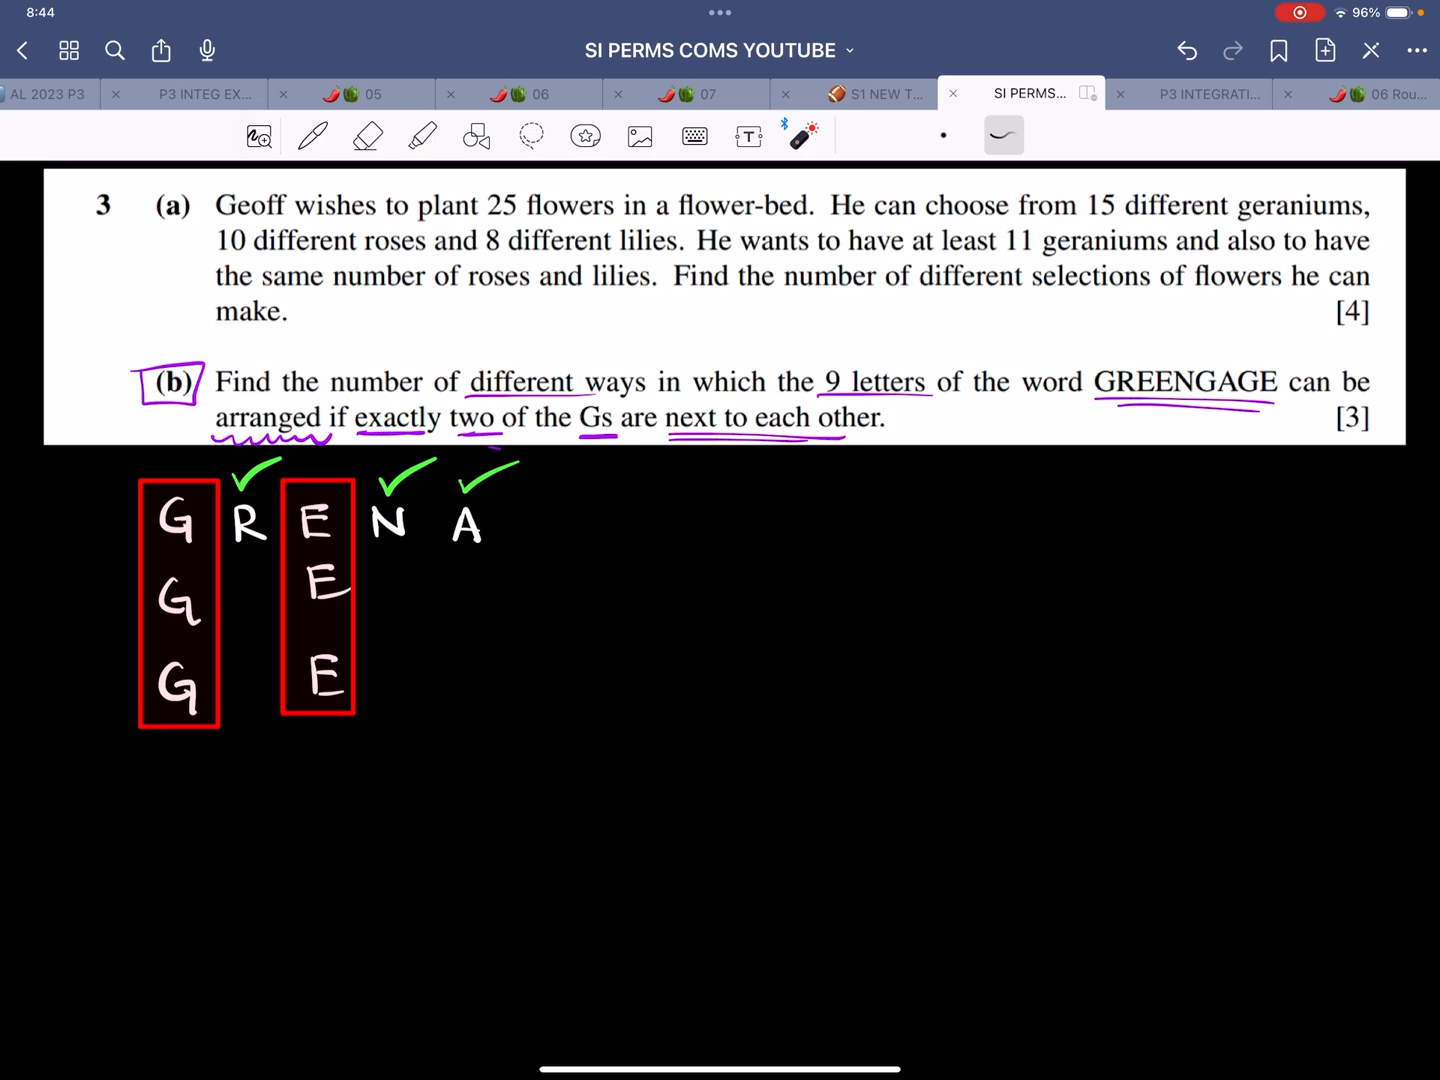 8:44
96%
SI PERMS COMS YOUTUBE
AL 2023 P3
P3 INTEG EX...
05
06
07
S1 NEW T...
SI PERMS...
P3 INTEGRATI...
06 Rou...
T
3 (a) Geoff wishes to plant 25 flowers in a flower-bed. He can choose from 15 different geraniums,
10 different roses and 8 different lilies. He wants to have at least 11 geraniums and also to have
the same number of roses and lilies. Find the number of different selections of flowers he can
make. [4]
(b) Find the number of different ways in which the 9 letters of the word GREENGAGE can be
arranged if exactly two of the Gs are next to each other. [3]
G R E N A
G E
G E